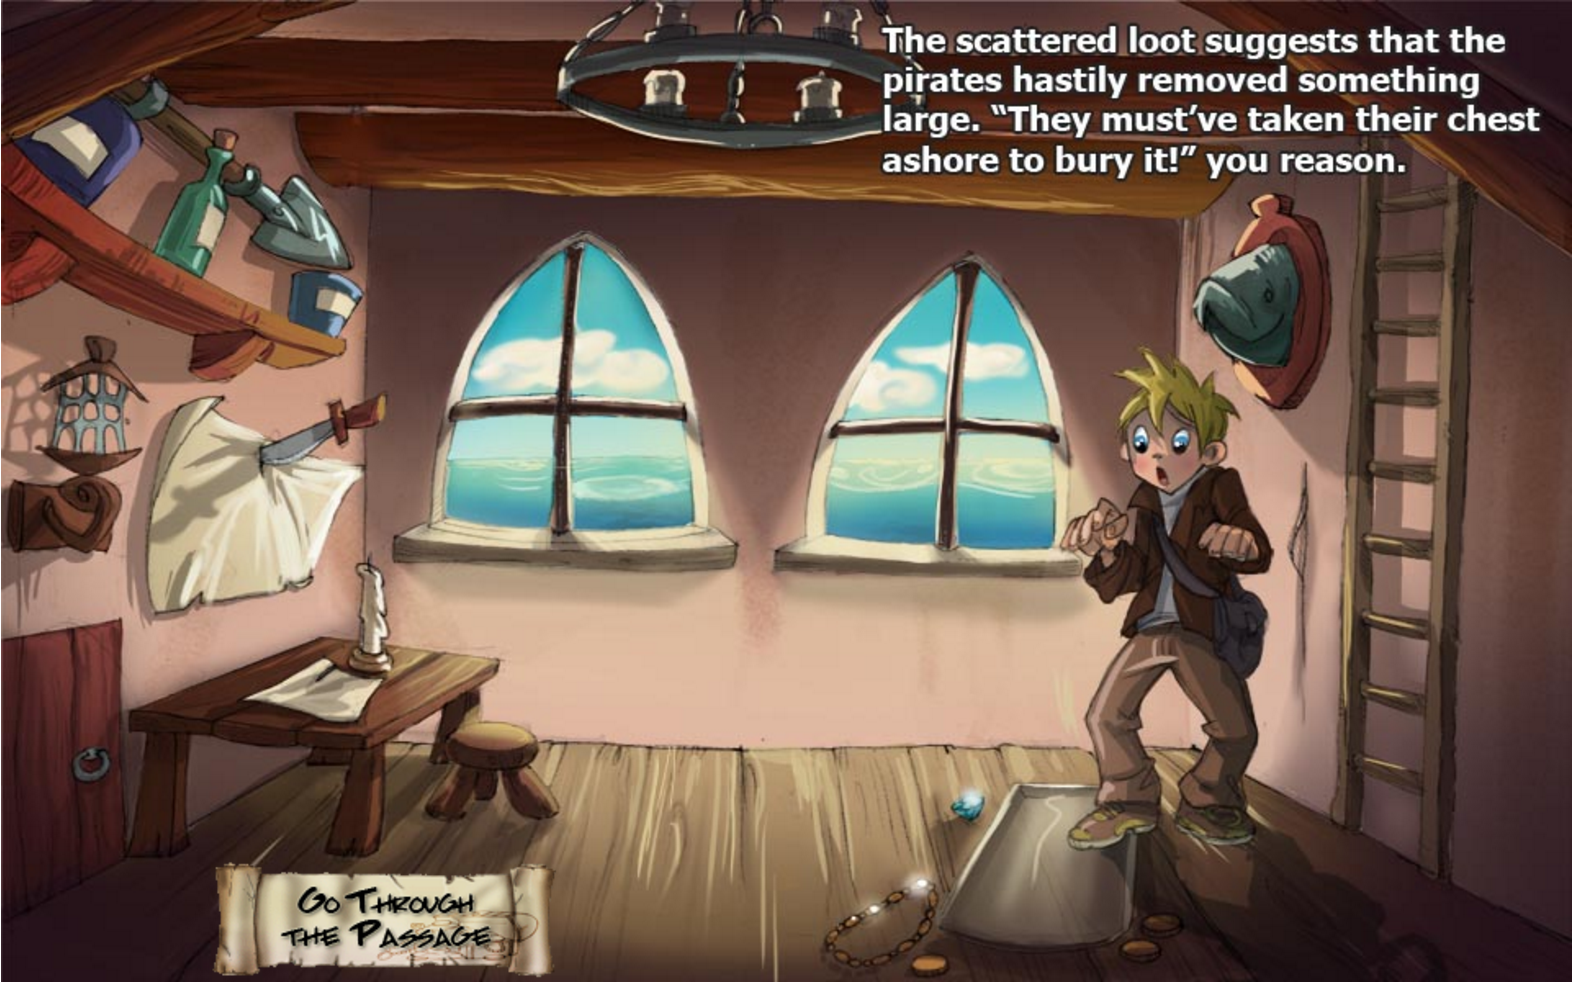 The scattered loot suggests that the
pirates hastily removed something
large. “They must’ve taken their chest
ashore to bury it!” you reason.
Go Through
the Passage